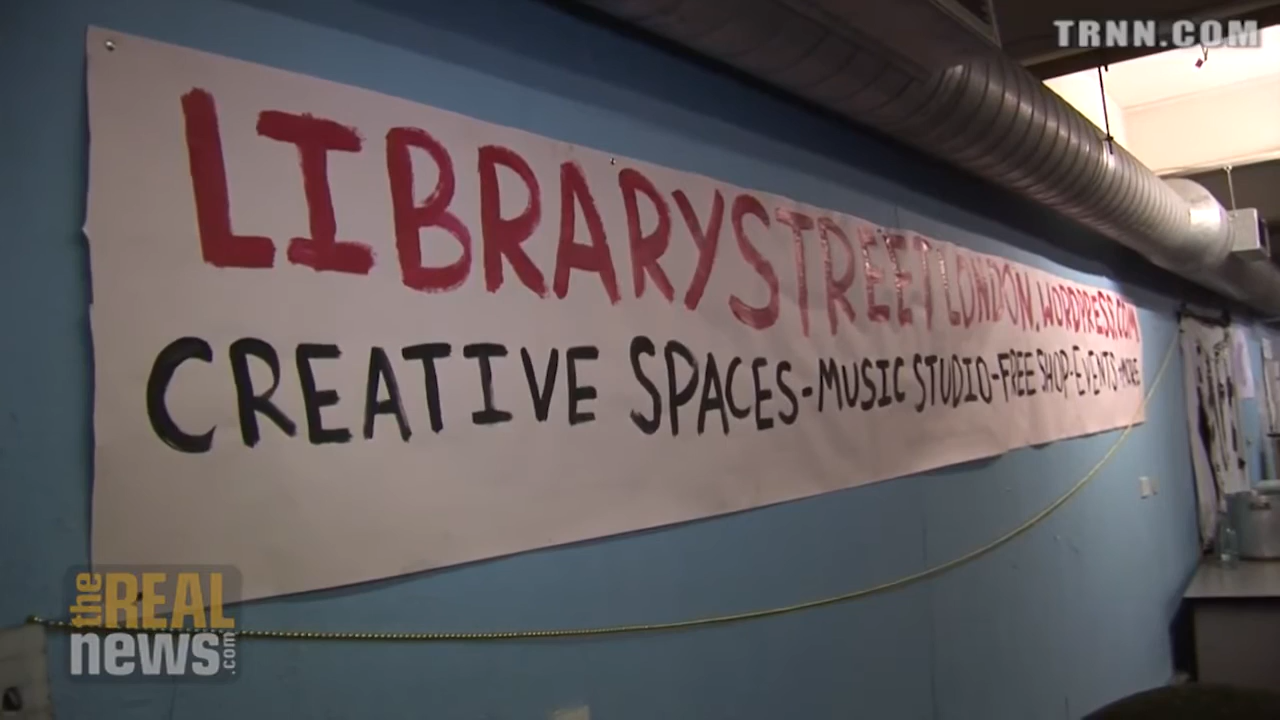 TRNN.COM
LIBRARYSTREETLONDON.WORDPRESS.COM
CREATIVE SPACES-MUSIC STUDIO-FREE SHOP-EVENTS+MORE
the REAL
news.com